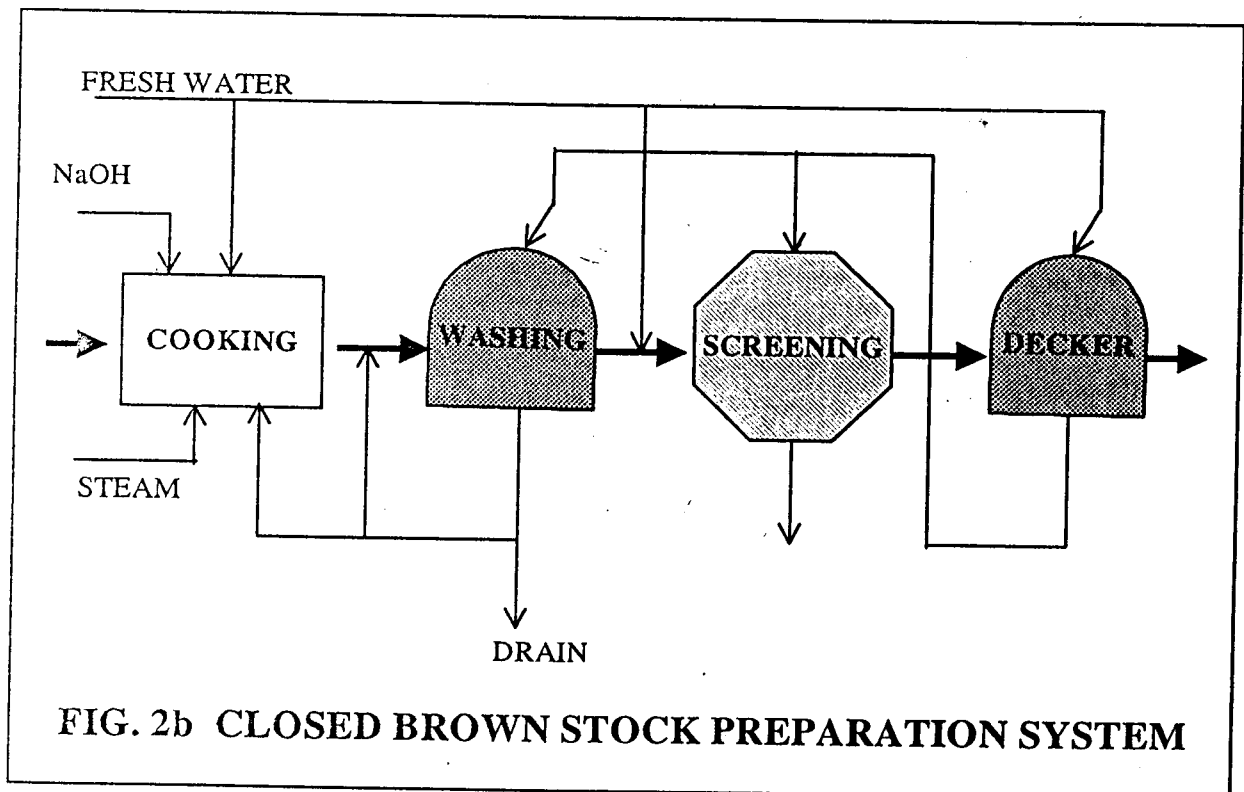 FRESH WATER
NaOH
COOKING
WASHING
SCREENING
DECKER
STEAM
DRAIN
FIG. 2b CLOSED BROWN STOCK PREPARATION SYSTEM